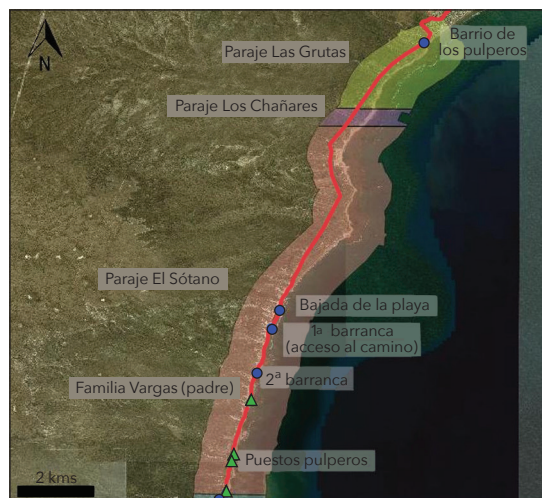 N
Paraje Las Grutas
Barrio de
los pulperos
Paraje Los Chañares
Paraje El Sótano
Bajada de la playa
1ª barranca
(acceso al camino)
2ª barranca
Familia Vargas (padre)
Puestos pulperos
2 kms